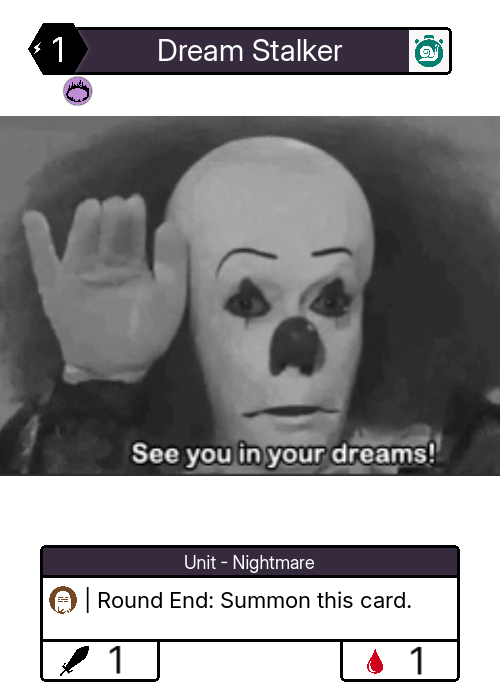 1
Dream Stalker
See you in your dreams!
Unit - Nightmare
| Round End: Summon this card.
1
1